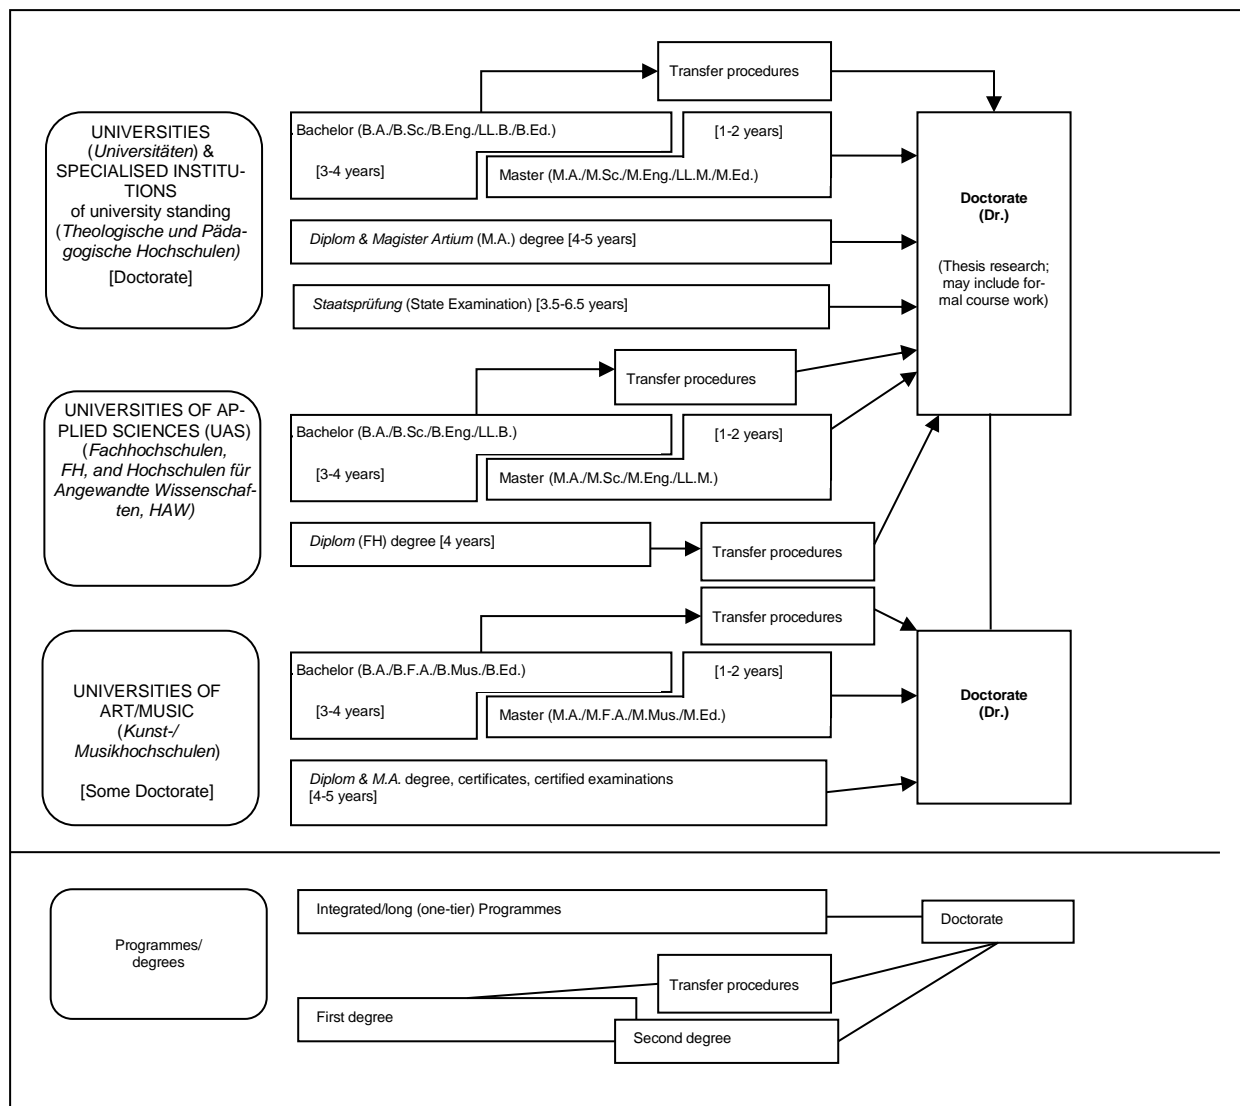 Transfer procedures
UNIVERSITIES
(Universitäten) &
SPECIALISED INSTITU-
TIONS
of university standing
(Theologische und Päda-
gogische Hochschulen)
[Doctorate]
. Bachelor (B.A./B.Sc./B.Eng./LL.B./B.Ed.)
[1-2 years]
[3-4 years]
Master (M.A./M.Sc./M.Eng./LL.M./M.Ed.)
Diplom & Magister Artium (M.A.) degree [4-5 years]
Staatsprüfung (State Examination) [3.5-6.5 years]
Doctorate
(Dr.)
(Thesis research;
may include for-
mal course work)
Transfer procedures
UNIVERSITIES OF AP-
PLIED SCIENCES (UAS)
(Fachhochschulen,
FH, and Hochschulen für
Angewandte Wissenschaf-
ten, HAW)
. Bachelor (B.A./B.Sc./B.Eng./LL.B.)
[1-2 years]
[3-4 years]
Master (M.A./M.Sc./M.Eng./LL.M.)
Diplom (FH) degree [4 years]
Transfer procedures
Transfer procedures
UNIVERSITIES OF
ART/MUSIC
(Kunst-/
Musikhochschulen)
[Some Doctorate]
. Bachelor (B.A./B.F.A./B.Mus./B.Ed.)
[1-2 years]
[3-4 years]
Master (M.A./M.F.A./M.Mus./M.Ed.)
Diplom & M.A. degree, certificates, certified examinations
[4-5 years]
Doctorate
(Dr.)
Programmes/
degrees
Integrated/long (one-tier) Programmes
Doctorate
Transfer procedures
First degree
Second degree